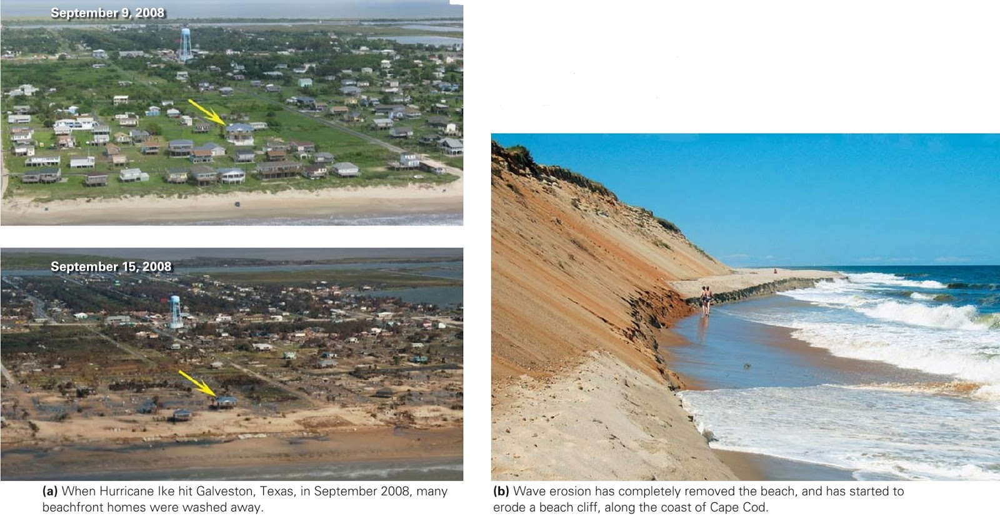 September 9, 2008
September 15, 2008
(a) When Hurricane Ike hit Galveston, Texas, in September 2008, many
beachfront homes were washed away.
(b) Wave erosion has completely removed the beach, and has started to
erode a beach cliff, along the coast of Cape Cod.